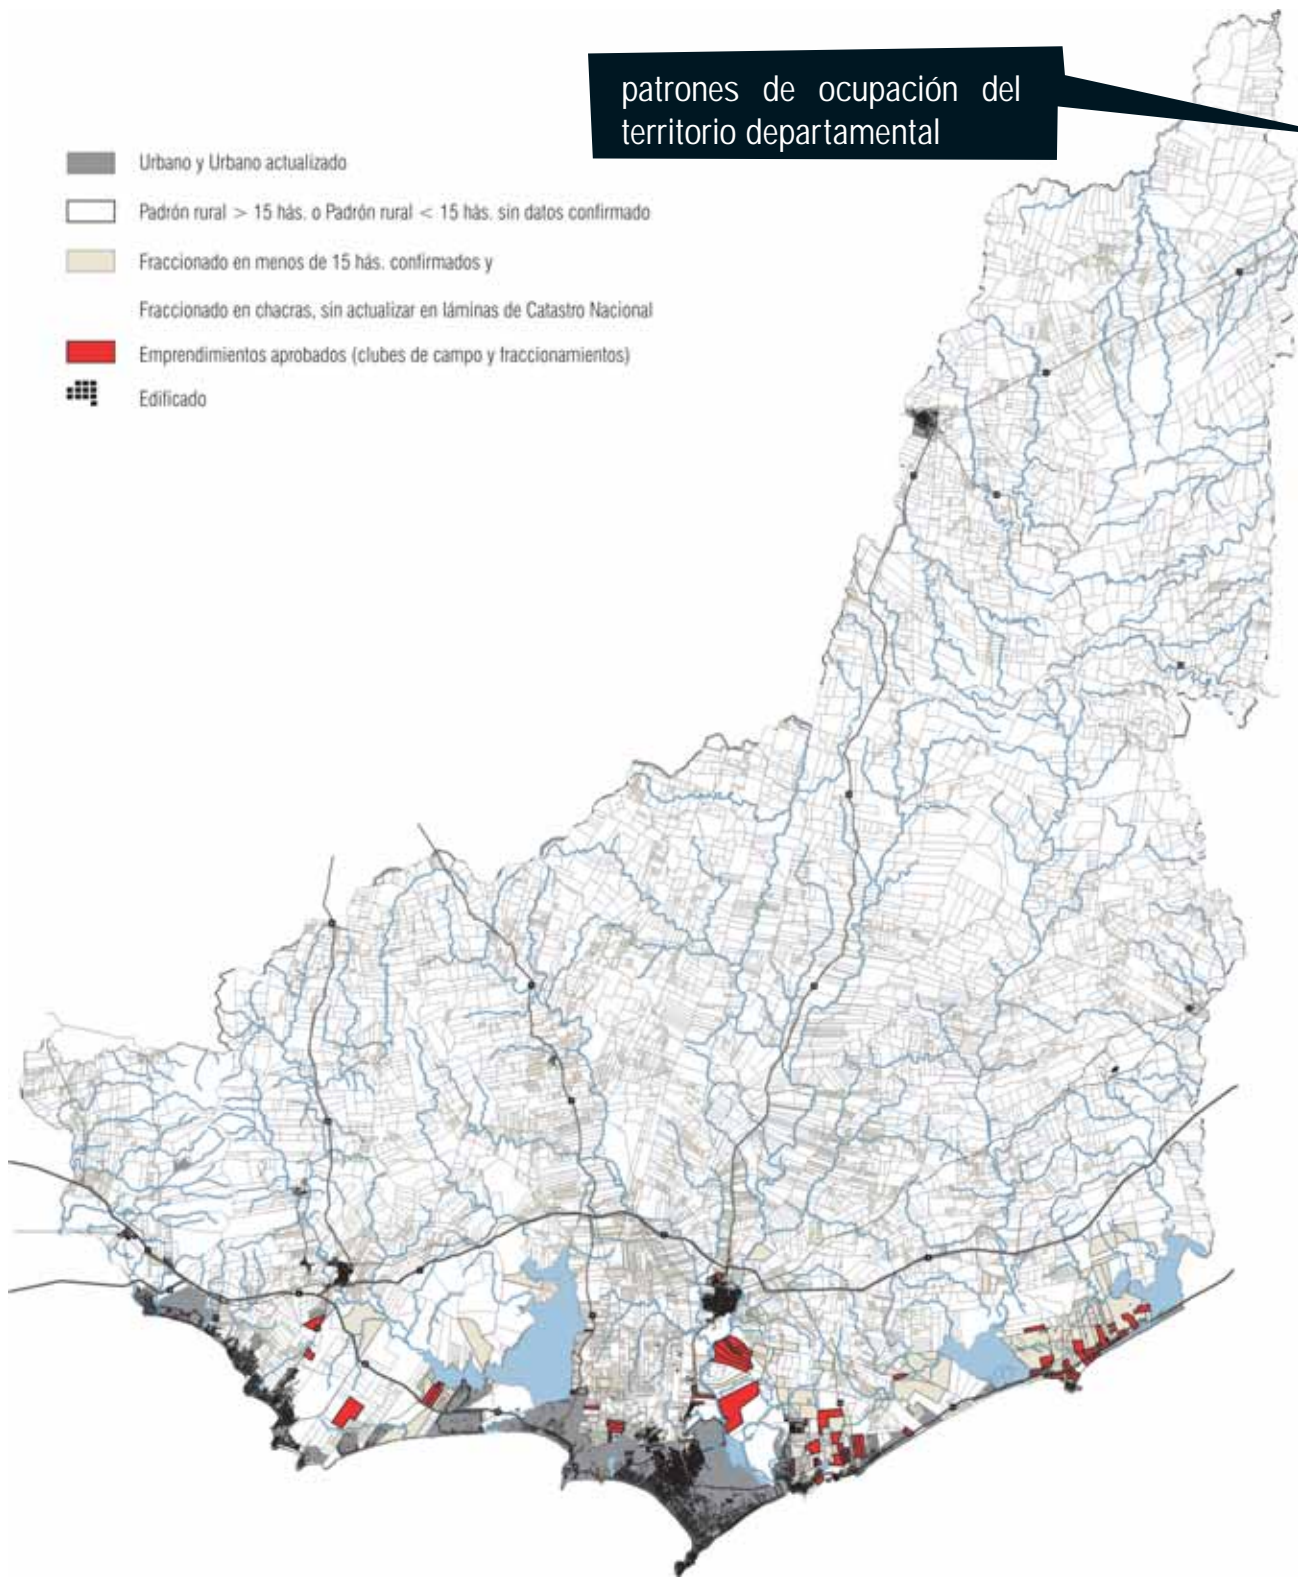 patrones de ocupación del
territorio departamental
Urbano y Urbano actualizado
Padrón rural > 15 hás. o Padrón rural < 15 hás. sin datos confirmado
Fraccionado en menos de 15 hás. confirmados y
Fraccionado en chacras, sin actualizar en láminas de Catastro Nacional
Emprendimientos aprobados (clubes de campo y fraccionamientos)
Edificado